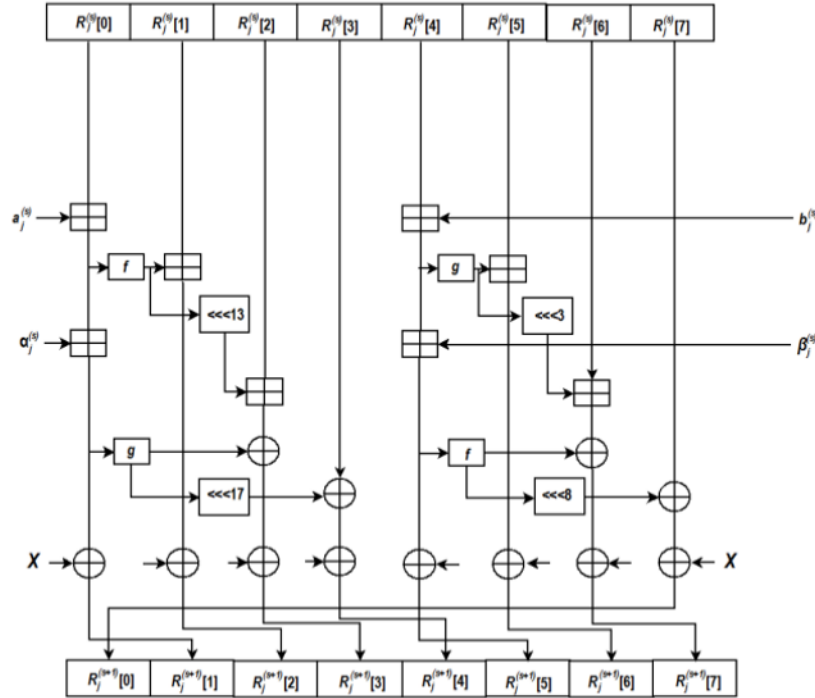 R_j^(s)[0] R_j^(s)[1] R_j^(s)[2] R_j^(s)[3] R_j^(s)[4] R_j^(s)[5] R_j^(s)[6] R_j^(s)[7]
a_j^(s) b_j^(s)
f g
<<<13 <<<3
α_j^(s) β_j^(s)
g f
<<<17 <<<8
X X
R_j^(s+1)[0] R_j^(s+1)[1] R_j^(s+1)[2] R_j^(s+1)[3] R_j^(s+1)[4] R_j^(s+1)[5] R_j^(s+1)[6] R_j^(s+1)[7]